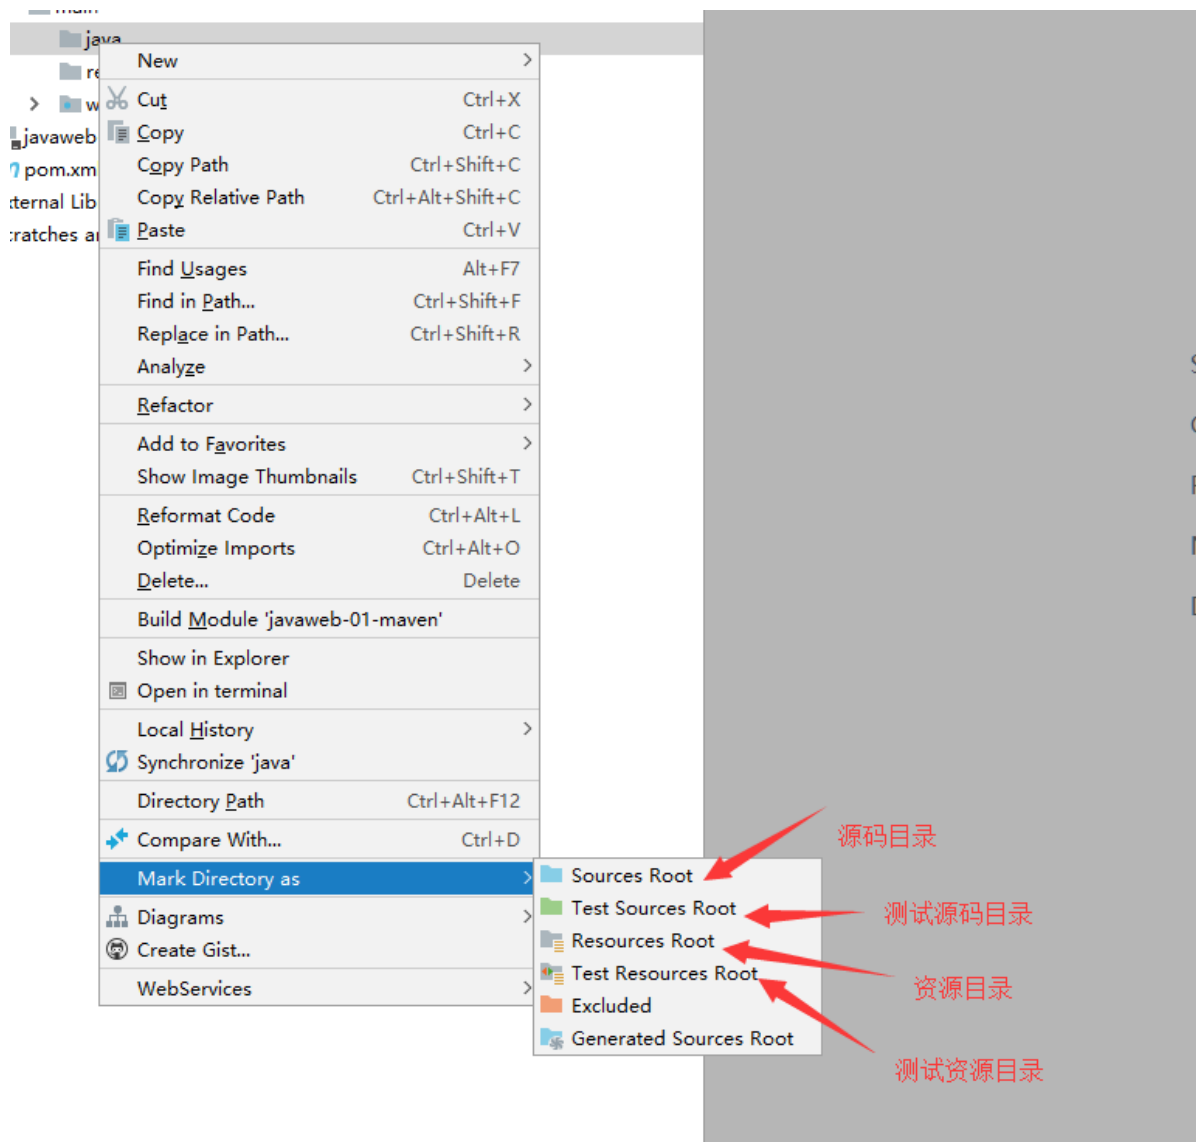 main
java
New
Cut Ctrl+X
javaweb
Copy Ctrl+C
pom.xm
Copy Path Ctrl+Shift+C
ternal Lib
Copy Relative Path Ctrl+Alt+Shift+C
ratches a
Paste Ctrl+V
Find Usages Alt+F7
Find in Path... Ctrl+Shift+F
Replace in Path... Ctrl+Shift+R
Analyze
Refactor
Add to Favorites
Show Image Thumbnails Ctrl+Shift+T
Reformat Code Ctrl+Alt+L
Optimize Imports Ctrl+Alt+O
Delete... Delete
Build Module 'javaweb-01-maven'
Show in Explorer
Open in terminal
Local History
Synchronize 'java'
Directory Path Ctrl+Alt+F12
Compare With... Ctrl+D
Mark Directory as
Diagrams
Create Gist...
WebServices
Sources Root
Test Sources Root
Resources Root
Test Resources Root
Excluded
Generated Sources Root
源码目录
测试源码目录
资源目录
测试资源目录